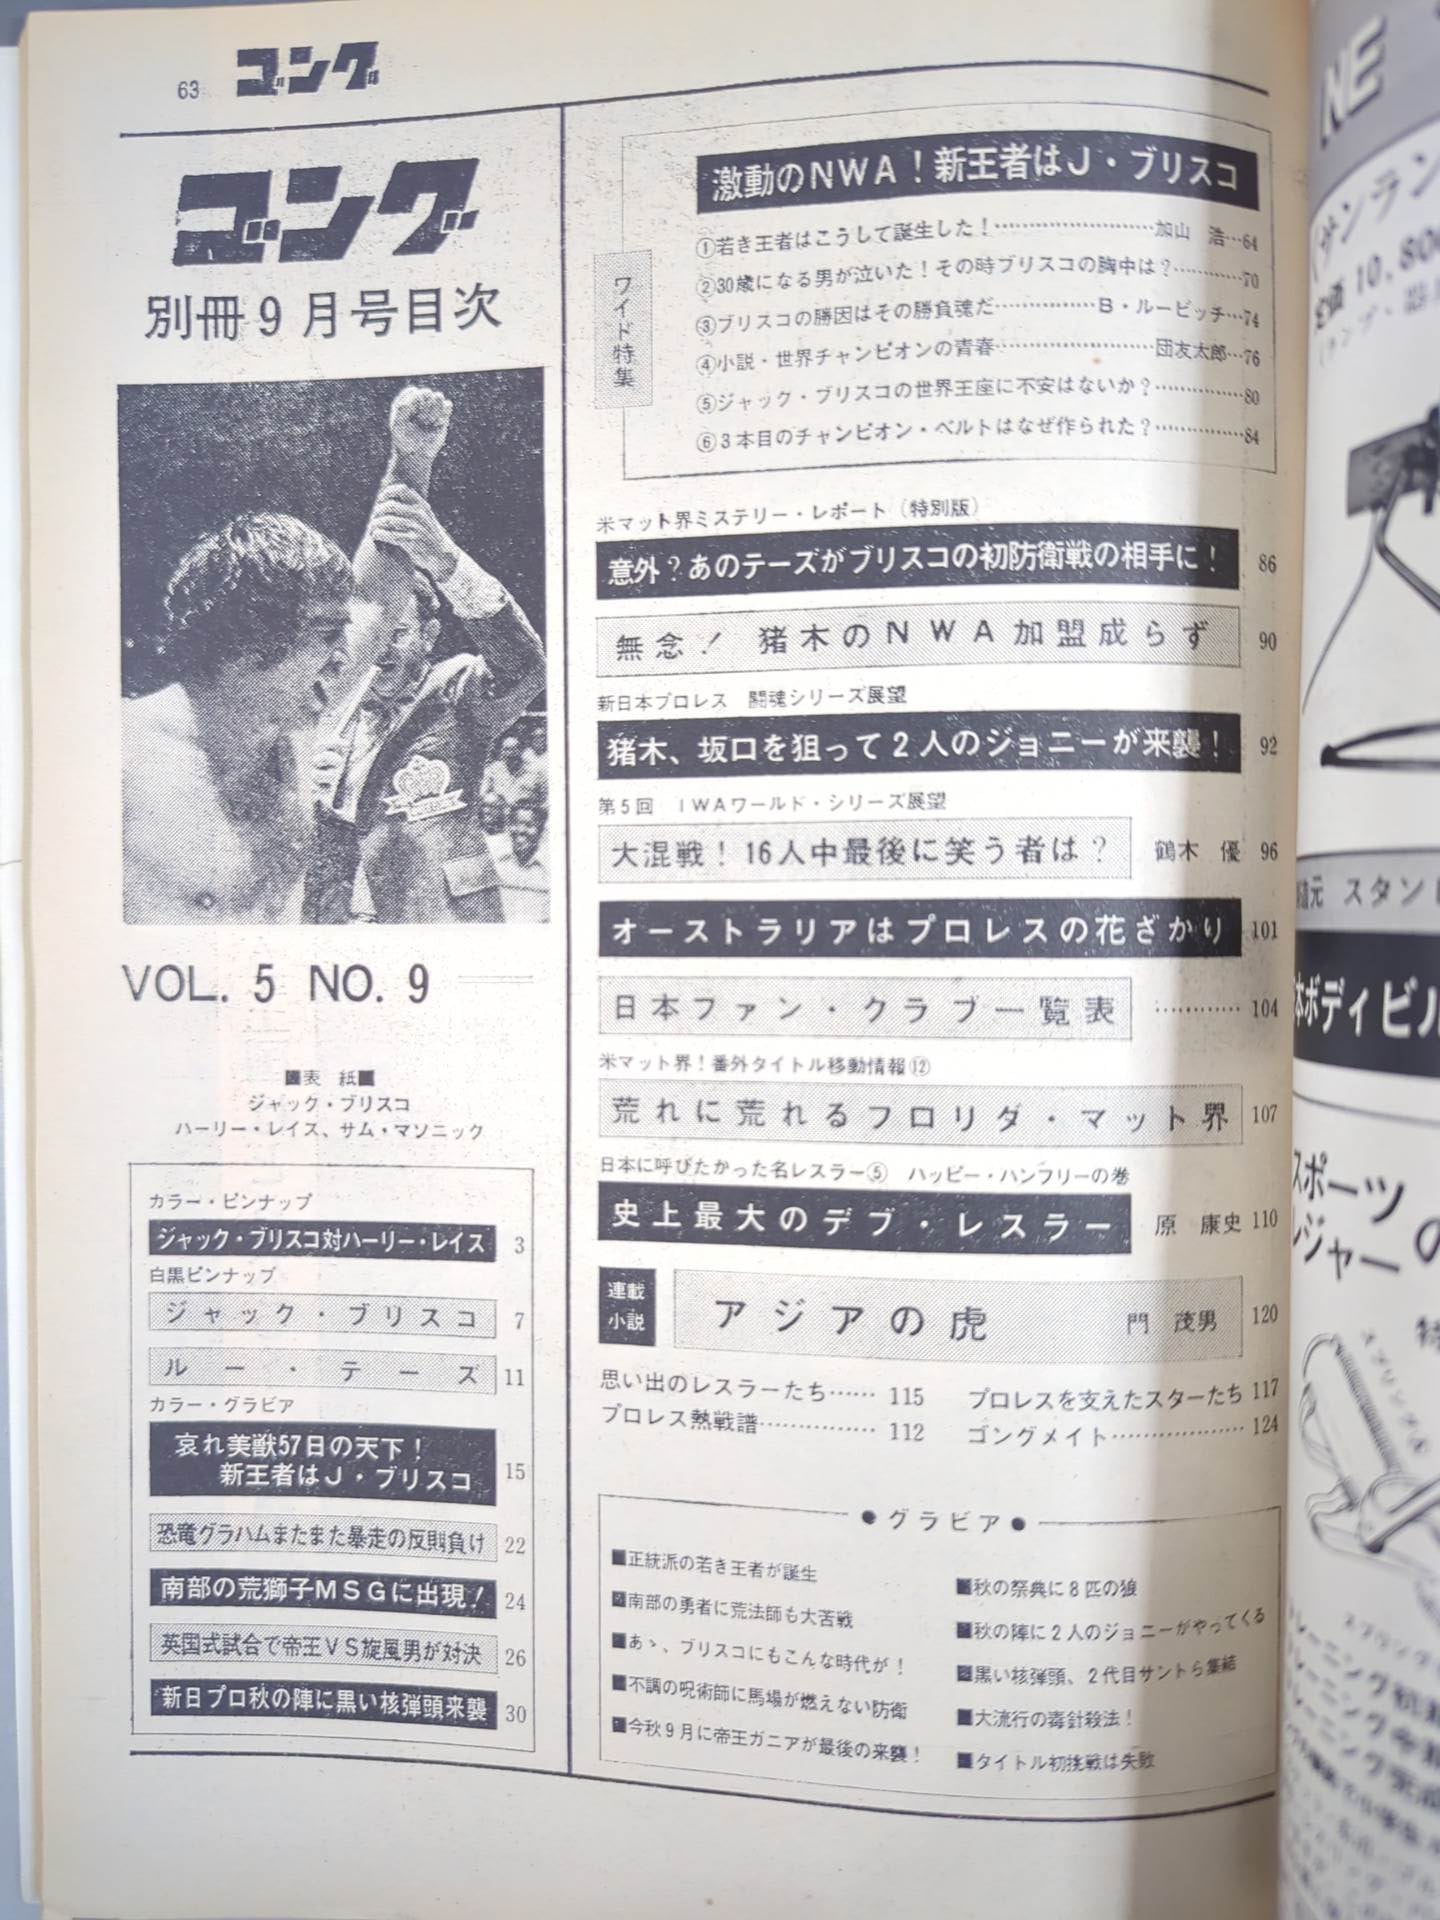 63 ゴング
ゴング
別冊9月号目次
VOL. 5 NO. 9
■表 紙■
ジャック・ブリスコ
ハーリー・レイス、サム・マソニック
カラー・ピンナップ
ジャック・ブリスコ対ハーリー・レイス 3
白黒ピンナップ
ジャック・ブリスコ 7
ルー・テーズ 11
カラー・グラビア
哀れ美獣57日の天下!
新王者はJ・ブリスコ 15
恐竜グラハムまたまた暴走の反則負け 22
南部の荒獅子MSGに出現! 24
英国式試合で帝王VS旋風男が対決 26
新日プロ秋の陣に黒い核弾頭来襲 30
ワイド特集
激動のNWA!新王者はJ・ブリスコ
①若き王者はこうして誕生した!……………………加山 浩…64
②30歳になる男が泣いた!その時ブリスコの胸中は?…………70
③ブリスコの勝因はその勝負魂だ……………B・ルービッチ…74
④小説・世界チャンピオンの青春……………………団友太郎…76
⑤ジャック・ブリスコの世界王座に不安はないか?……………80
⑥3本目のチャンピオン・ベルトはなぜ作られた?……………84
米マット界ミステリー・レポート(特別版)
意外?あのテーズがブリスコの初防衛戦の相手に! 86
無念! 猪木のNWA加盟成らず 90
新日本プロレス 闘魂シリーズ展望
猪木、坂口を狙って2人のジョニーが来襲! 92
第5回 IWAワールド・シリーズ展望
大混戦!16人中最後に笑う者は? 鶴木 優 96
オーストラリアはプロレスの花ざかり 101
日本ファン・クラブ一覧表 ………… 104
米マット界!番外タイトル移動情報⑫
荒れに荒れるフロリダ・マット界 107
日本に呼びたかった名レスラー⑤ ハッピー・ハンフリーの巻
史上最大のデブ・レスラー 原 康史 110
連載
小説
アジアの虎 門 茂男 120
思い出のレスラーたち…… 115
プロレス熱戦譜…………… 112
プロレスを支えたスターたち 117
ゴングメイト……………… 124
●グラビア●
■正統派の若き王者が誕生
■南部の勇者に荒法師も大苦戦
■あゝ、ブリスコにもこんな時代が!
■不調の呪術師に馬場が燃えない防衛
■今秋9月に帝王ガニアが最後の来襲!
■秋の祭典に8匹の狼
■秋の陣に2人のジョニーがやってくる
■黒い核弾頭、2代目サントら集結
■大流行の毒針殺法!
■タイトル初挑戦は失敗
NE
定価10,800
スタン
本ボディビル
スポーツ
レジャー の
スプリング&